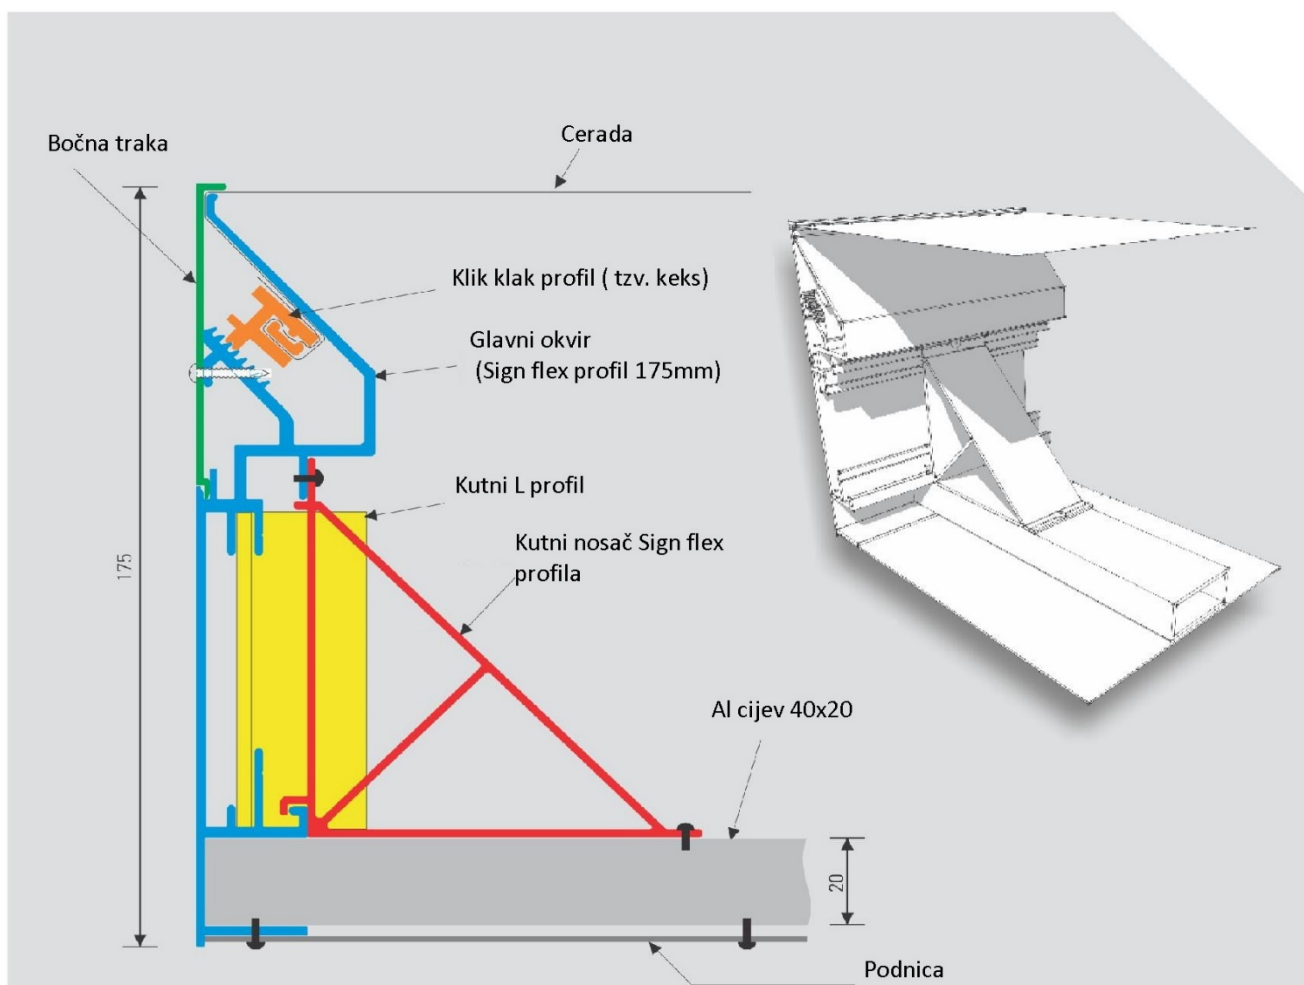 Cerada
Bočna traka
Klik klak profil ( tzv. keks)
Glavni okvir
(Sign flex profil 175mm)
Kutni L profil
Kutni nosač Sign flex
profila
175
Al cijev 40x20
20
Podnica